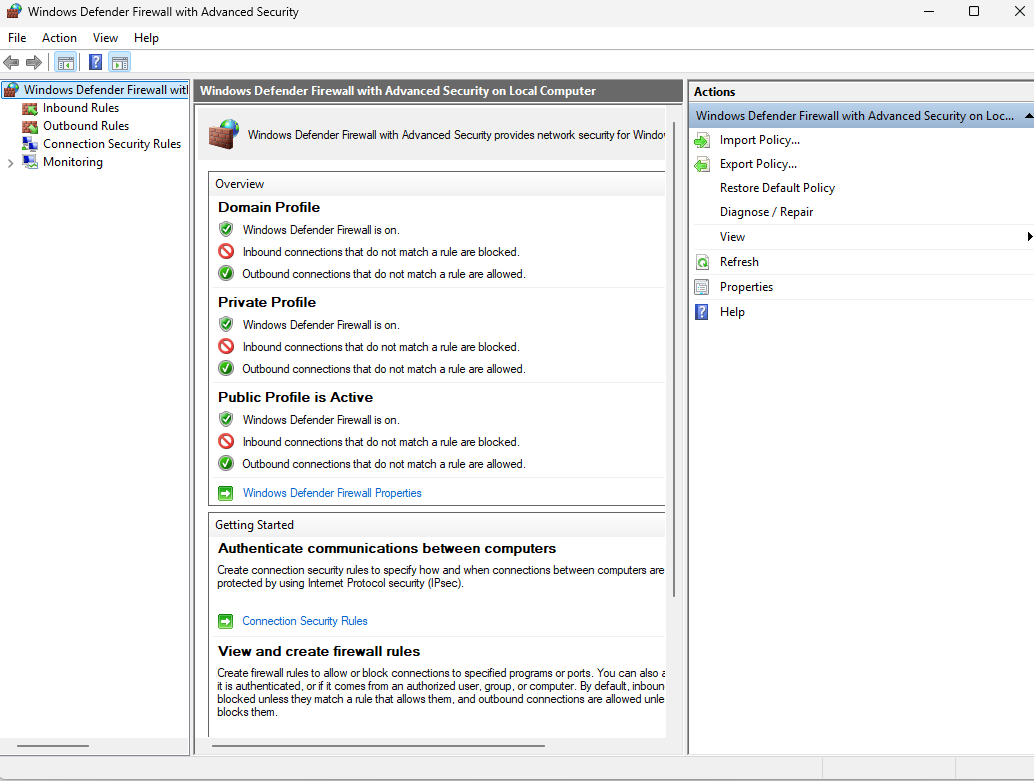 Windows Defender Firewall with Advanced Security
File Action View Help
Windows Defender Firewall wit
Inbound Rules
Outbound Rules
Connection Security Rules
Monitoring
Windows Defender Firewall with Advanced Security on Local Computer
Windows Defender Firewall with Advanced Security provides network security for Windo
Overview
Domain Profile
Windows Defender Firewall is on.
Inbound connections that do not match a rule are blocked.
Outbound connections that do not match a rule are allowed.
Private Profile
Windows Defender Firewall is on.
Inbound connections that do not match a rule are blocked.
Outbound connections that do not match a rule are allowed.
Public Profile is Active
Windows Defender Firewall is on.
Inbound connections that do not match a rule are blocked.
Outbound connections that do not match a rule are allowed.
Windows Defender Firewall Properties
Getting Started
Authenticate communications between computers
Create connection security rules to specify how and when connections between computers are
protected by using Internet Protocol security (IPsec).
Connection Security Rules
View and create firewall rules
Create firewall rules to allow or block connections to specified programs or ports. You can also a
it is authenticated, or if it comes from an authorized user, group, or computer. By default, inboun
blocked unless they match a rule that allows them, and outbound connections are allowed unle
blocks them.
Actions
Windows Defender Firewall with Advanced Security on Loc...
Import Policy...
Export Policy...
Restore Default Policy
Diagnose / Repair
View
Refresh
Properties
Help